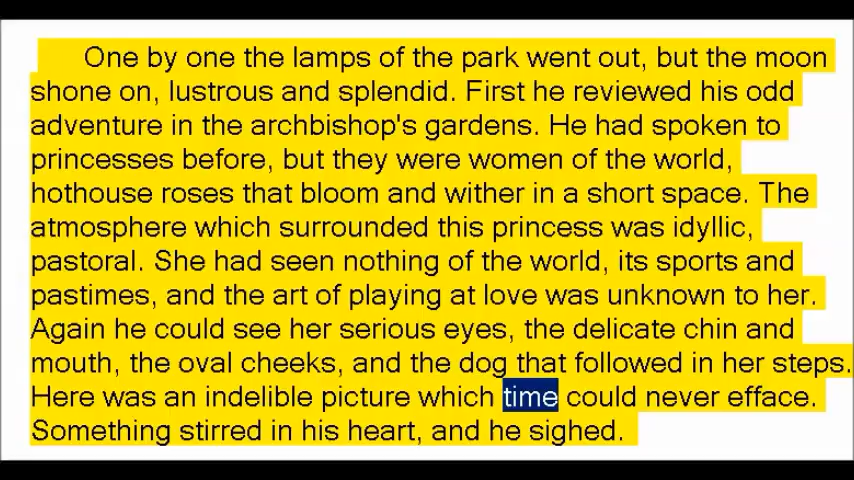 One by one the lamps of the park went out, but the moon
shone on, lustrous and splendid. First he reviewed his odd
adventure in the archbishop's gardens. He had spoken to
princesses before, but they were women of the world,
hothouse roses that bloom and wither in a short space. The
atmosphere which surrounded this princess was idyllic,
pastoral. She had seen nothing of the world, its sports and
pastimes, and the art of playing at love was unknown to her.
Again he could see her serious eyes, the delicate chin and
mouth, the oval cheeks, and the dog that followed in her steps.
Here was an indelible picture which time could never efface.
Something stirred in his heart, and he sighed.